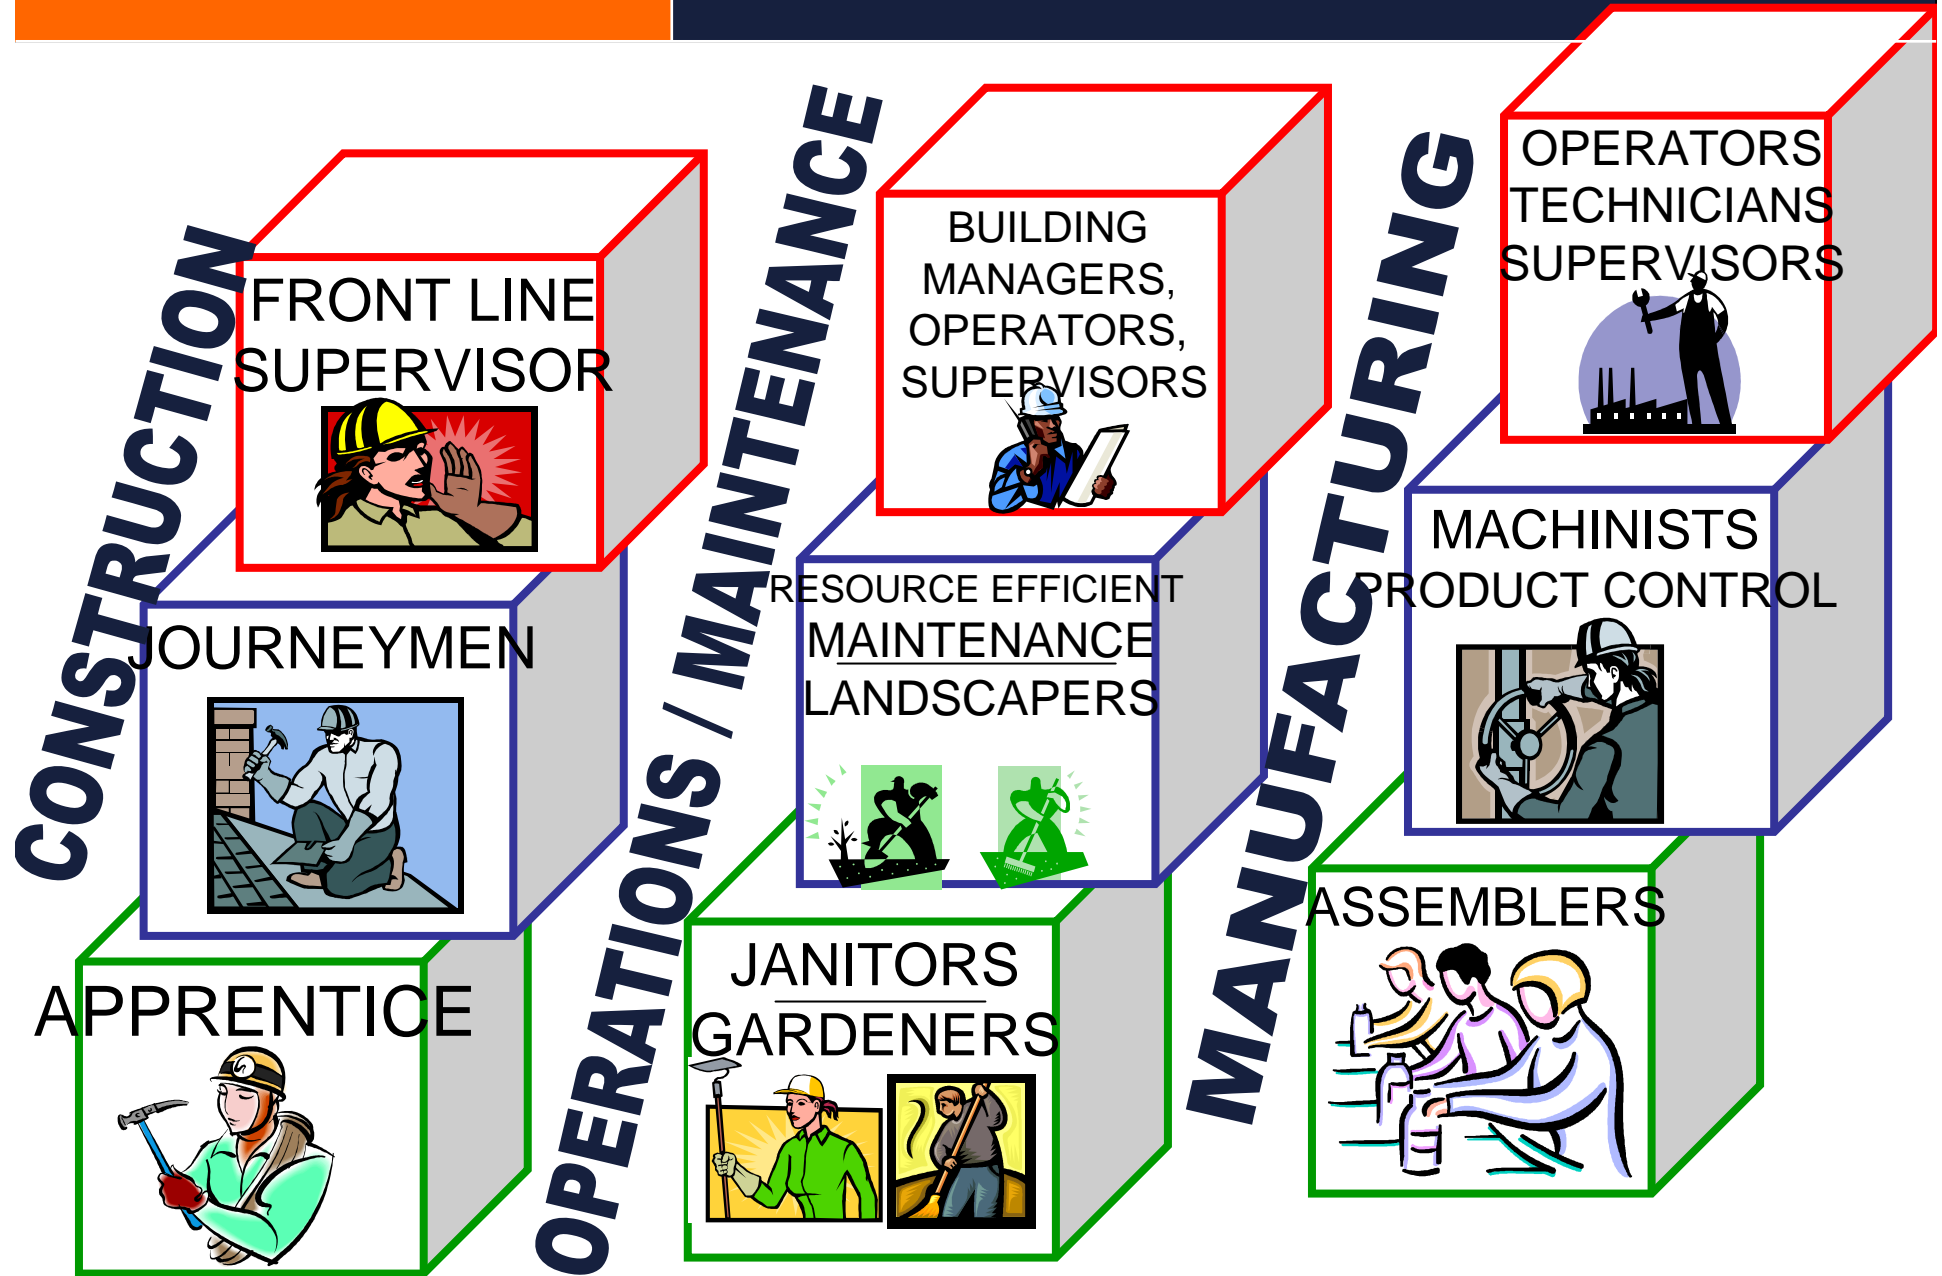 CONSTRUCTION
FRONT LINE
SUPERVISOR
JOURNEYMEN
APPRENTICE
OPERATIONS / MAINTENANCE
BUILDING
MANAGERS,
OPERATORS,
SUPERVISORS
RESOURCE EFFICIENT
MAINTENANCE
LANDSCAPERS
JANITORS
GARDENERS
MANUFACTURING
OPERATORS
TECHNICIANS
SUPERVISORS
MACHINISTS
PRODUCT CONTROL
ASSEMBLERS